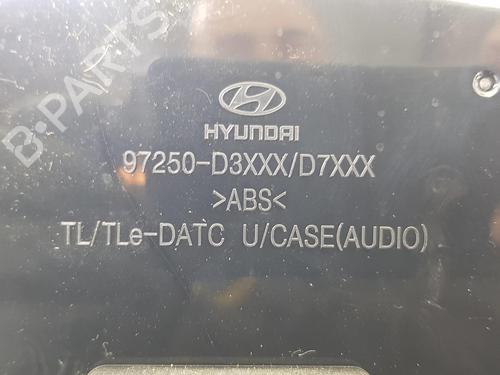 B-PARTS
HYUNDAI
97250-D3XXX/D7XXX
>ABS<
TL/TLe-DATC U/CASE(AUDIO)